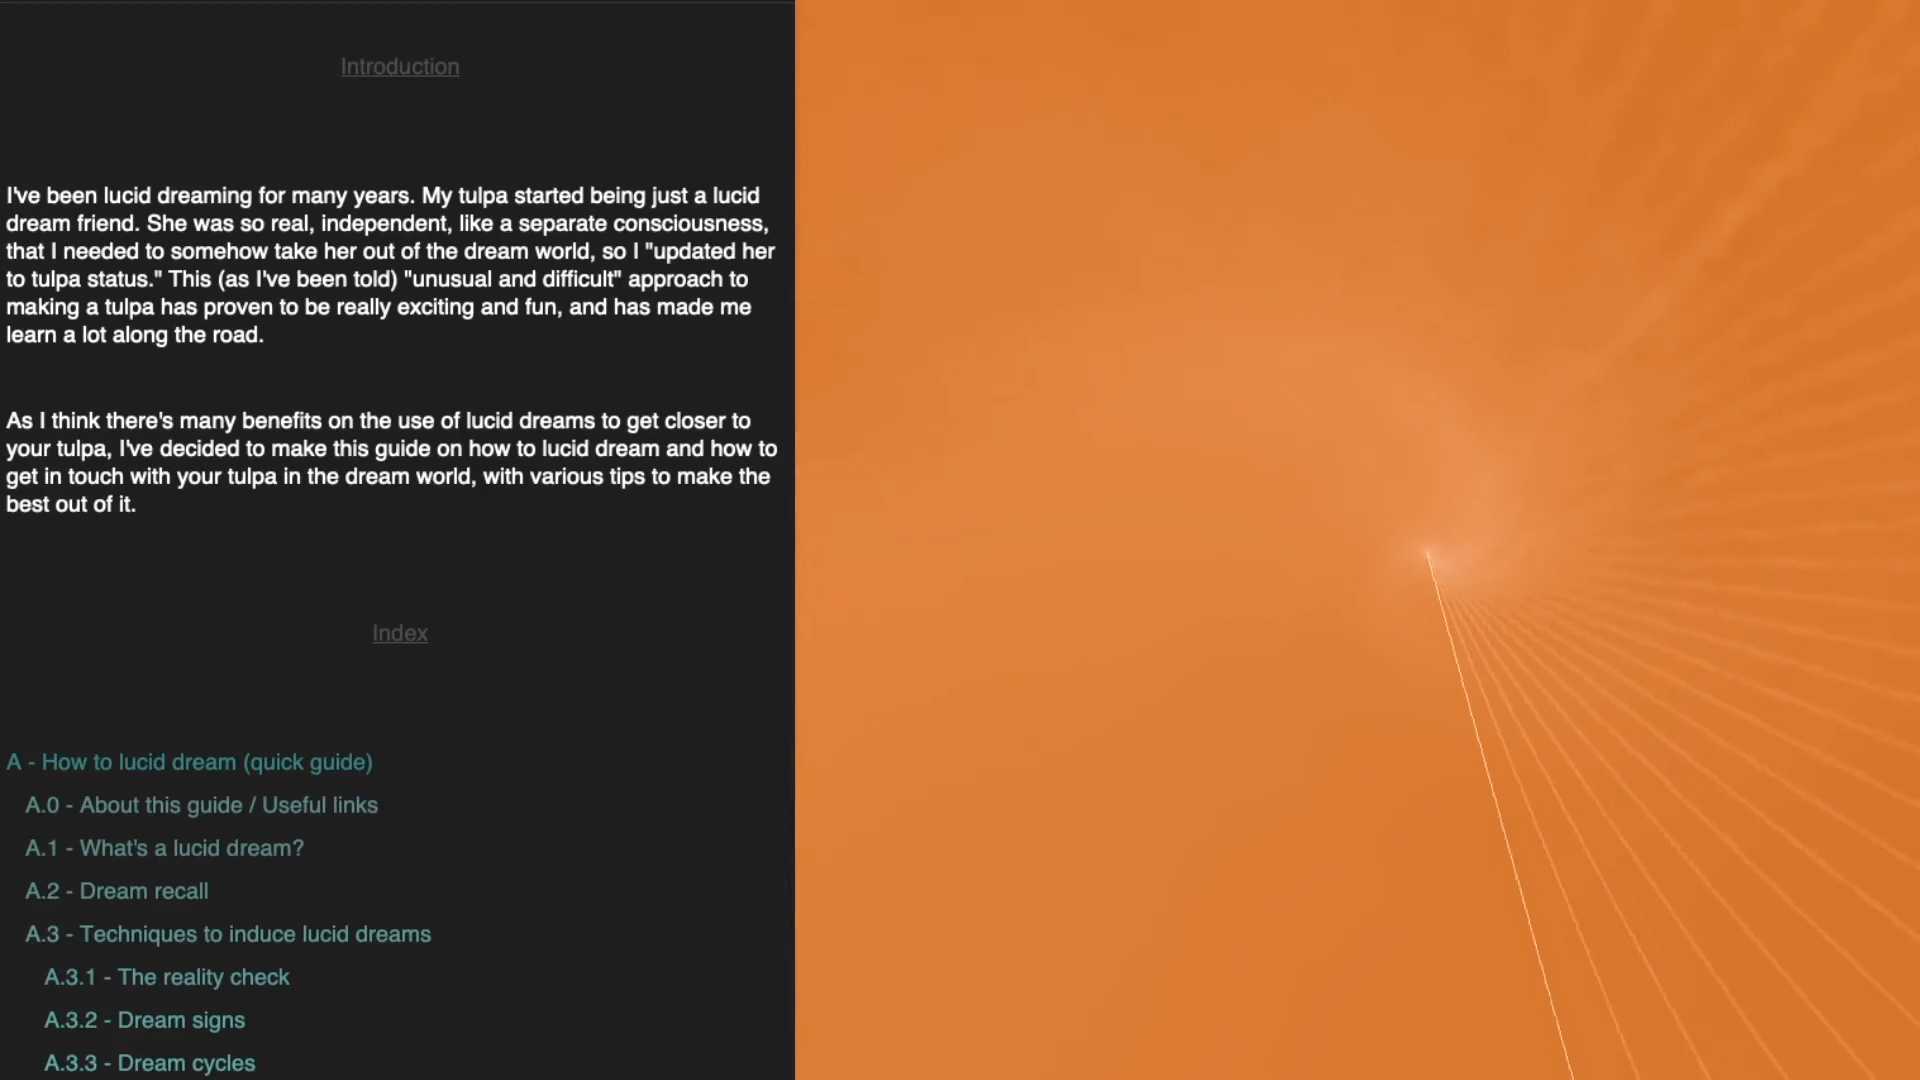 Introduction
I've been lucid dreaming for many years. My tulpa started being just a lucid
dream friend. She was so real, independent, like a separate consciousness,
that I needed to somehow take her out of the dream world, so I "updated her
to tulpa status." This (as I've been told) "unusual and difficult" approach to
making a tulpa has proven to be really exciting and fun, and has made me
learn a lot along the road.
As I think there's many benefits on the use of lucid dreams to get closer to
your tulpa, I've decided to make this guide on how to lucid dream and how to
get in touch with your tulpa in the dream world, with various tips to make the
best out of it.
Index
A - How to lucid dream (quick guide)
A.0 - About this guide / Useful links
A.1 - What's a lucid dream?
A.2 - Dream recall
A.3 - Techniques to induce lucid dreams
A.3.1 - The reality check
A.3.2 - Dream signs
A.3.3 - Dream cycles